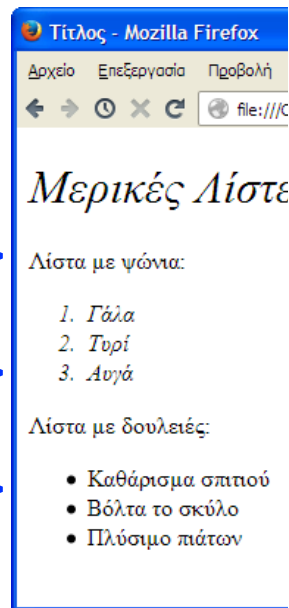 Τίτλος - Mozilla Firefox
Αρχείο Επεξεργασία Προβολή
file:///
Μερικές Λίστε
Λίστα με ψώνια:
1. Γάλα
2. Τυρί
3. Αυγά
Λίστα με δουλειές:
• Καθάρισμα σπιτιού
• Βόλτα το σκύλο
• Πλύσιμο πιάτων